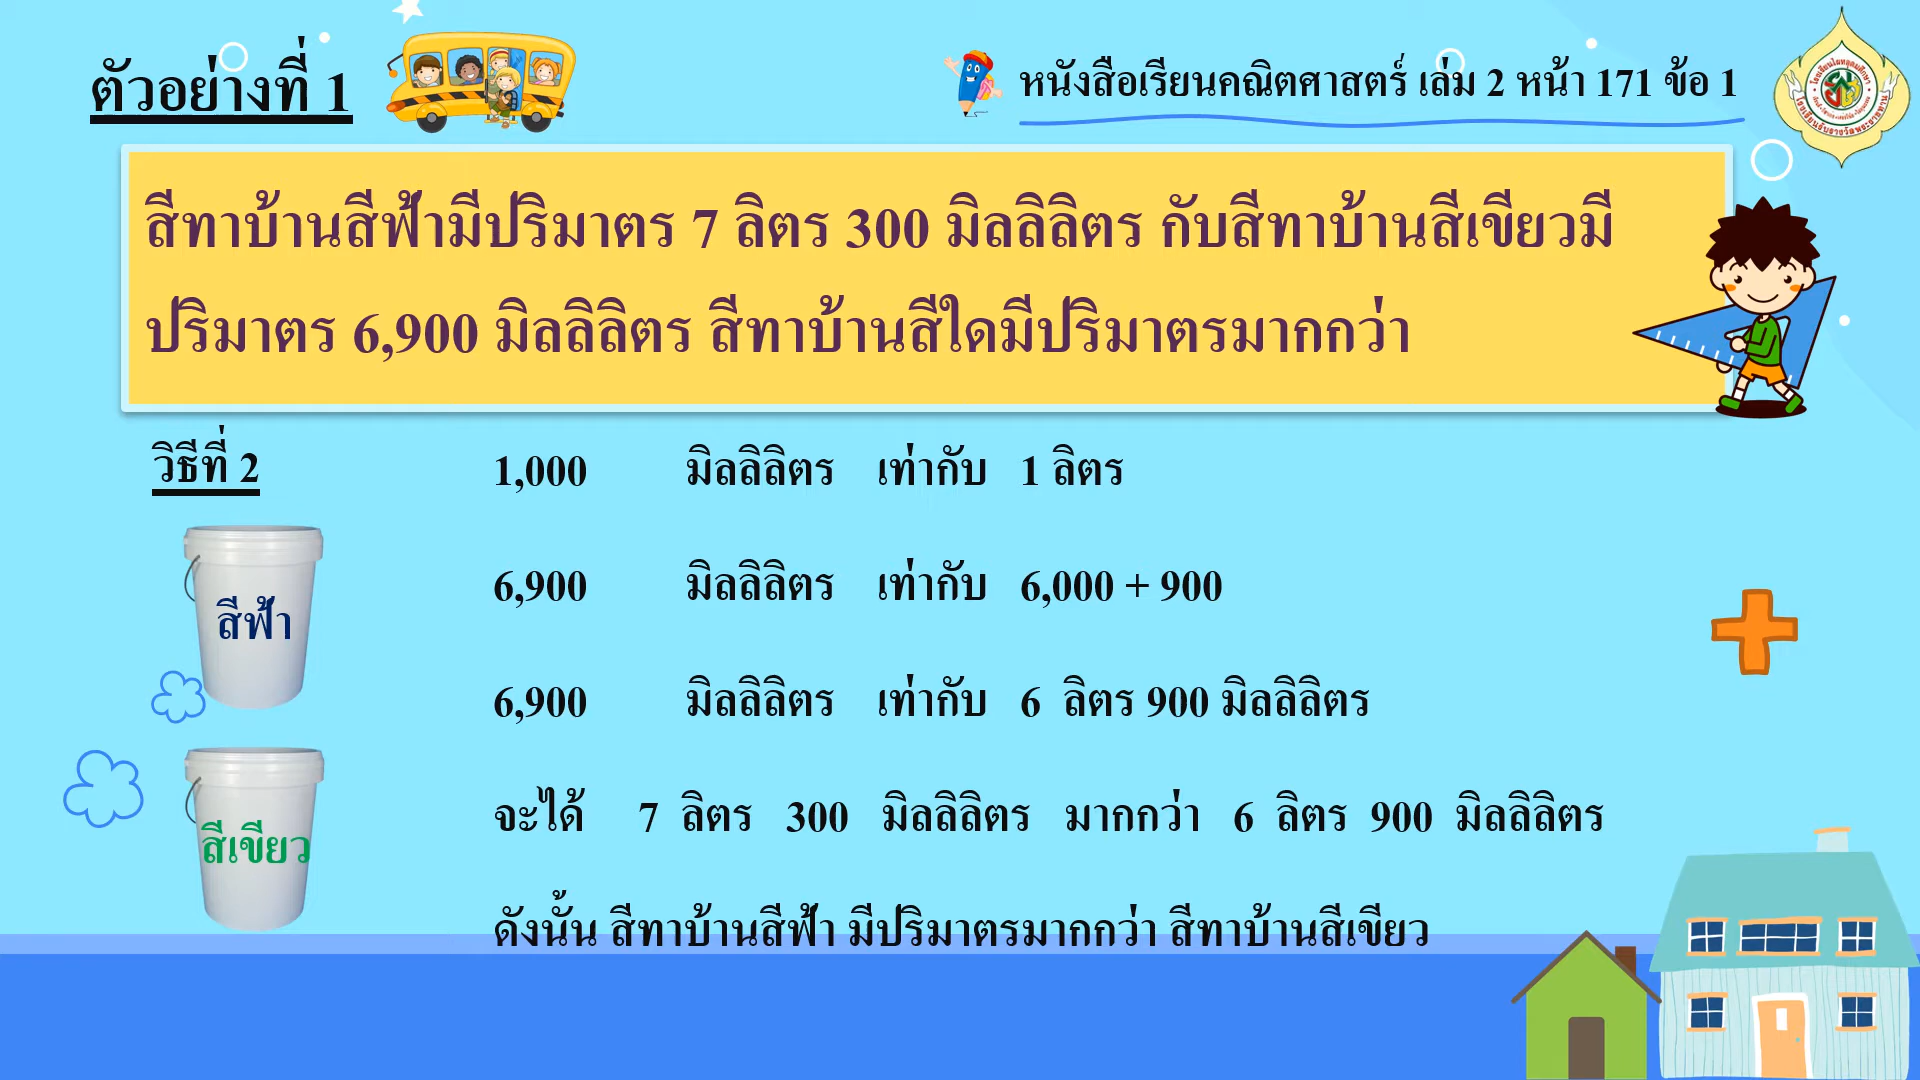 ตัวอย่างที่ 1
หนังสือเรียนคณิตศาสตร์ เล่ม 2 หน้า 171 ข้อ 1
สีทาบ้านสีฟ้ามีปริมาตร 7 ลิตร 300 มิลลิลิตร กับสีทาบ้านสีเขียวมี
ปริมาตร 6,900 มิลลิลิตร สีทาบ้านสีใดมีปริมาตรมากกว่า
วิธีที่ 2
1,000 มิลลิลิตร เท่ากับ 1 ลิตร
สีฟ้า
6,900 มิลลิลิตร เท่ากับ 6,000 + 900
6,900 มิลลิลิตร เท่ากับ 6 ลิตร 900 มิลลิลิตร
สีเขียว
จะได้ 7 ลิตร 300 มิลลิลิตร มากกว่า 6 ลิตร 900 มิลลิลิตร
ดังนั้น สีทาบ้านสีฟ้า มีปริมาตรมากกว่า สีทาบ้านสีเขียว